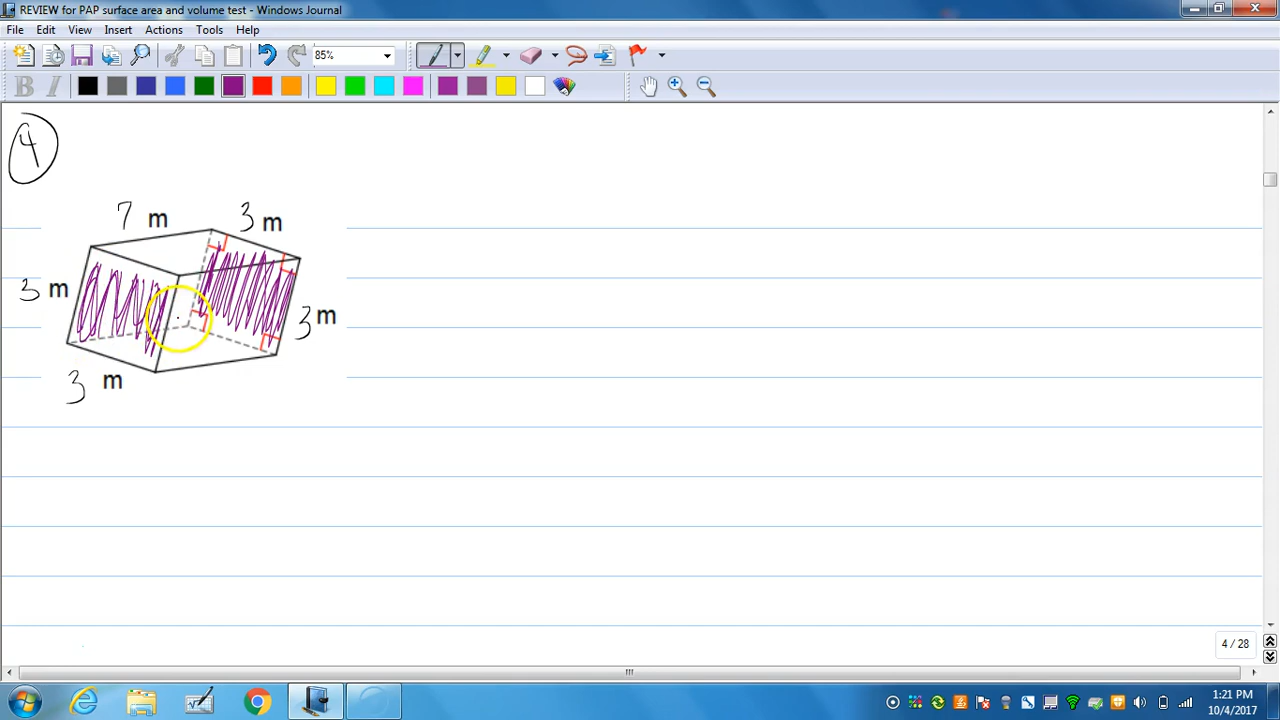 REVIEW for PAP surface area and volume test - Windows Journal
File Edit View Insert Actions Tools Help
85%
B I
4
7 m 3 m
3 m
3 m
3 m
4 / 28
1:21 PM
10/4/2017